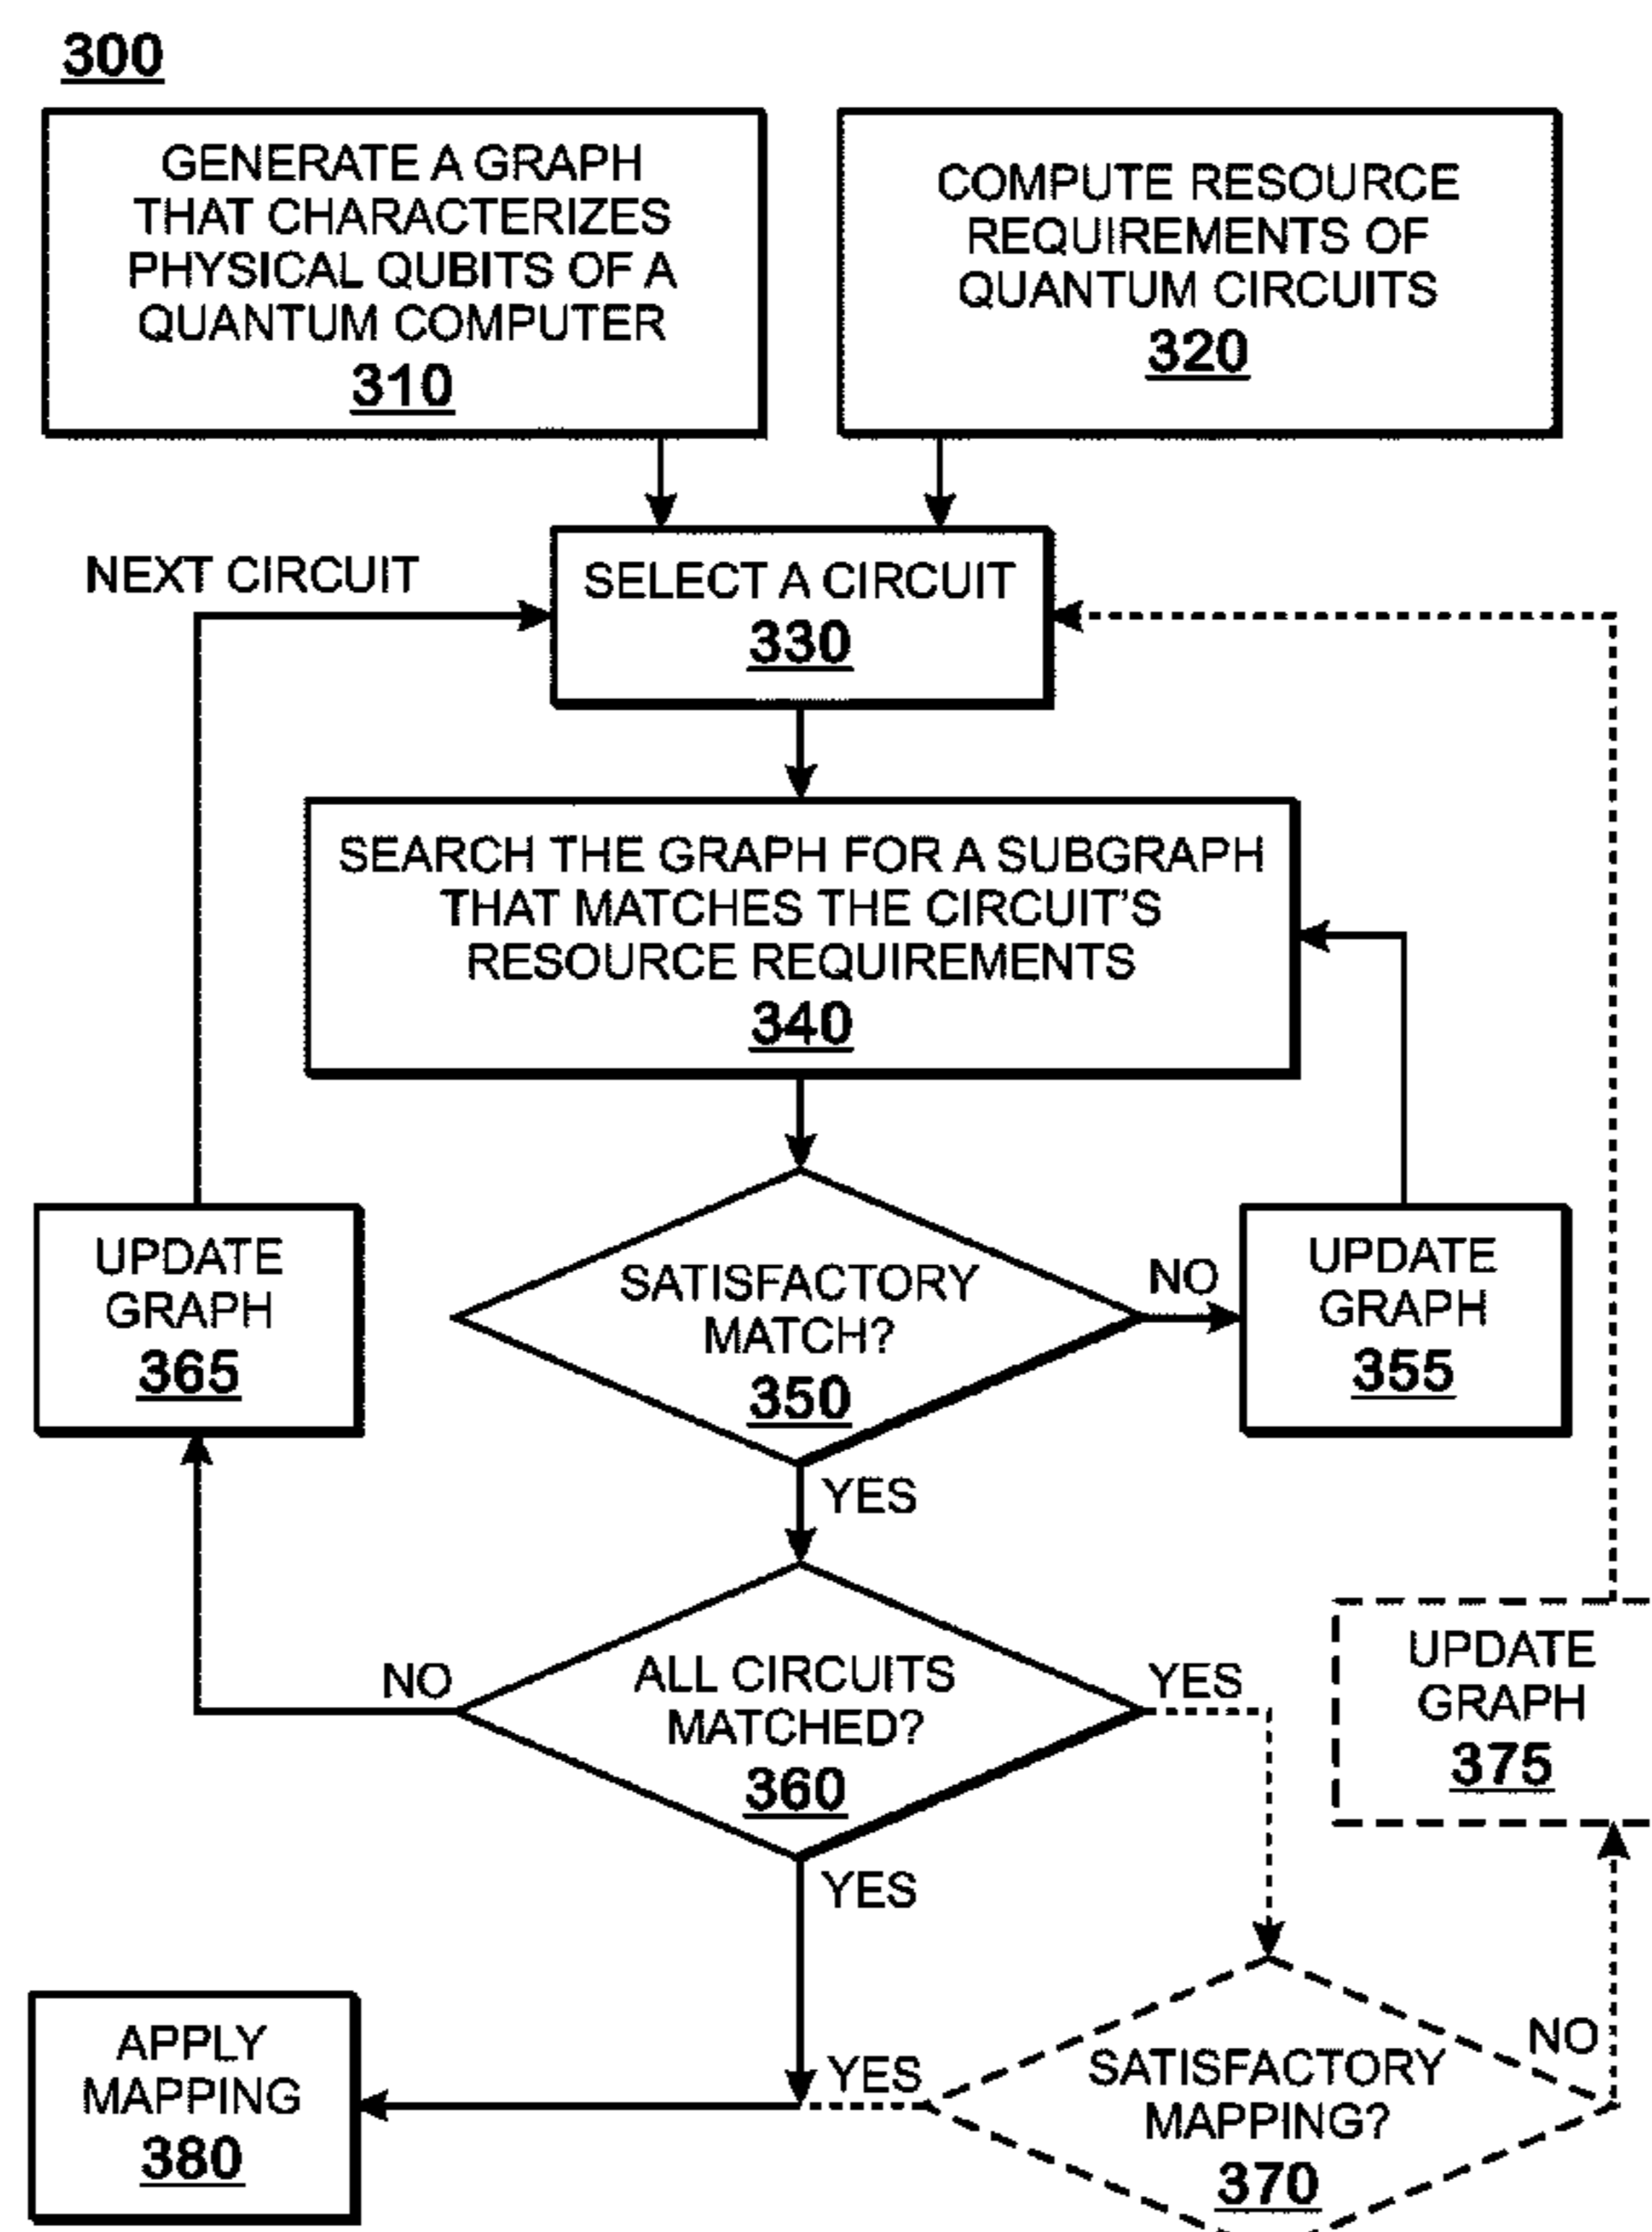 300
GENERATE A GRAPH
THAT CHARACTERIZES
PHYSICAL QUBITS OF A
QUANTUM COMPUTER
310
COMPUTE RESOURCE
REQUIREMENTS OF
QUANTUM CIRCUITS
320
NEXT CIRCUIT
SELECT A CIRCUIT
330
SEARCH THE GRAPH FOR A SUBGRAPH
THAT MATCHES THE CIRCUIT'S
RESOURCE REQUIREMENTS
340
UPDATE
GRAPH
365
SATISFACTORY
MATCH?
350
NO
UPDATE
GRAPH
355
YES
NO
ALL CIRCUITS
MATCHED?
360
YES
UPDATE
GRAPH
375
YES
APPLY
MAPPING
380
YES
SATISFACTORY
MAPPING?
370
NO